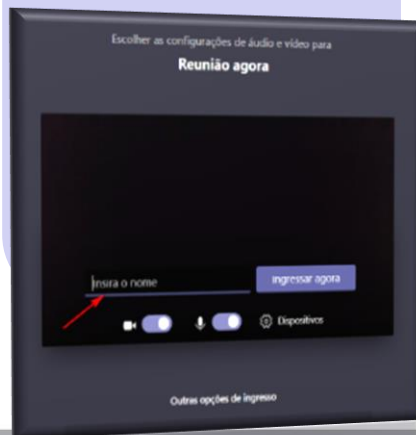 Escolher as configurações de áudio e vídeo para
Reunião agora
Insira o nome
Ingressar agora
Dispositivos
Outras opções de ingresso